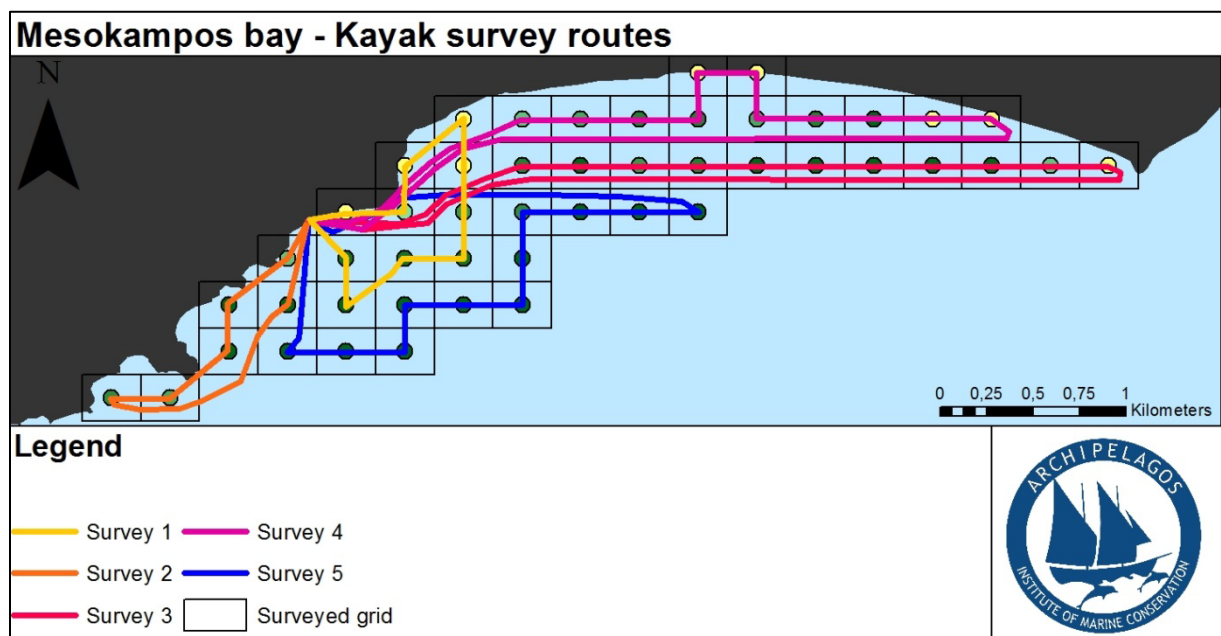 Mesokampos bay - Kayak survey routes
N
0 0,25 0,5 0,75 1
Kilometers
Legend
Survey 1
Survey 4
Survey 2
Survey 5
Survey 3
Surveyed grid
ARCHIPELAGOS
INSTITUTE OF MARINE CONSERVATION